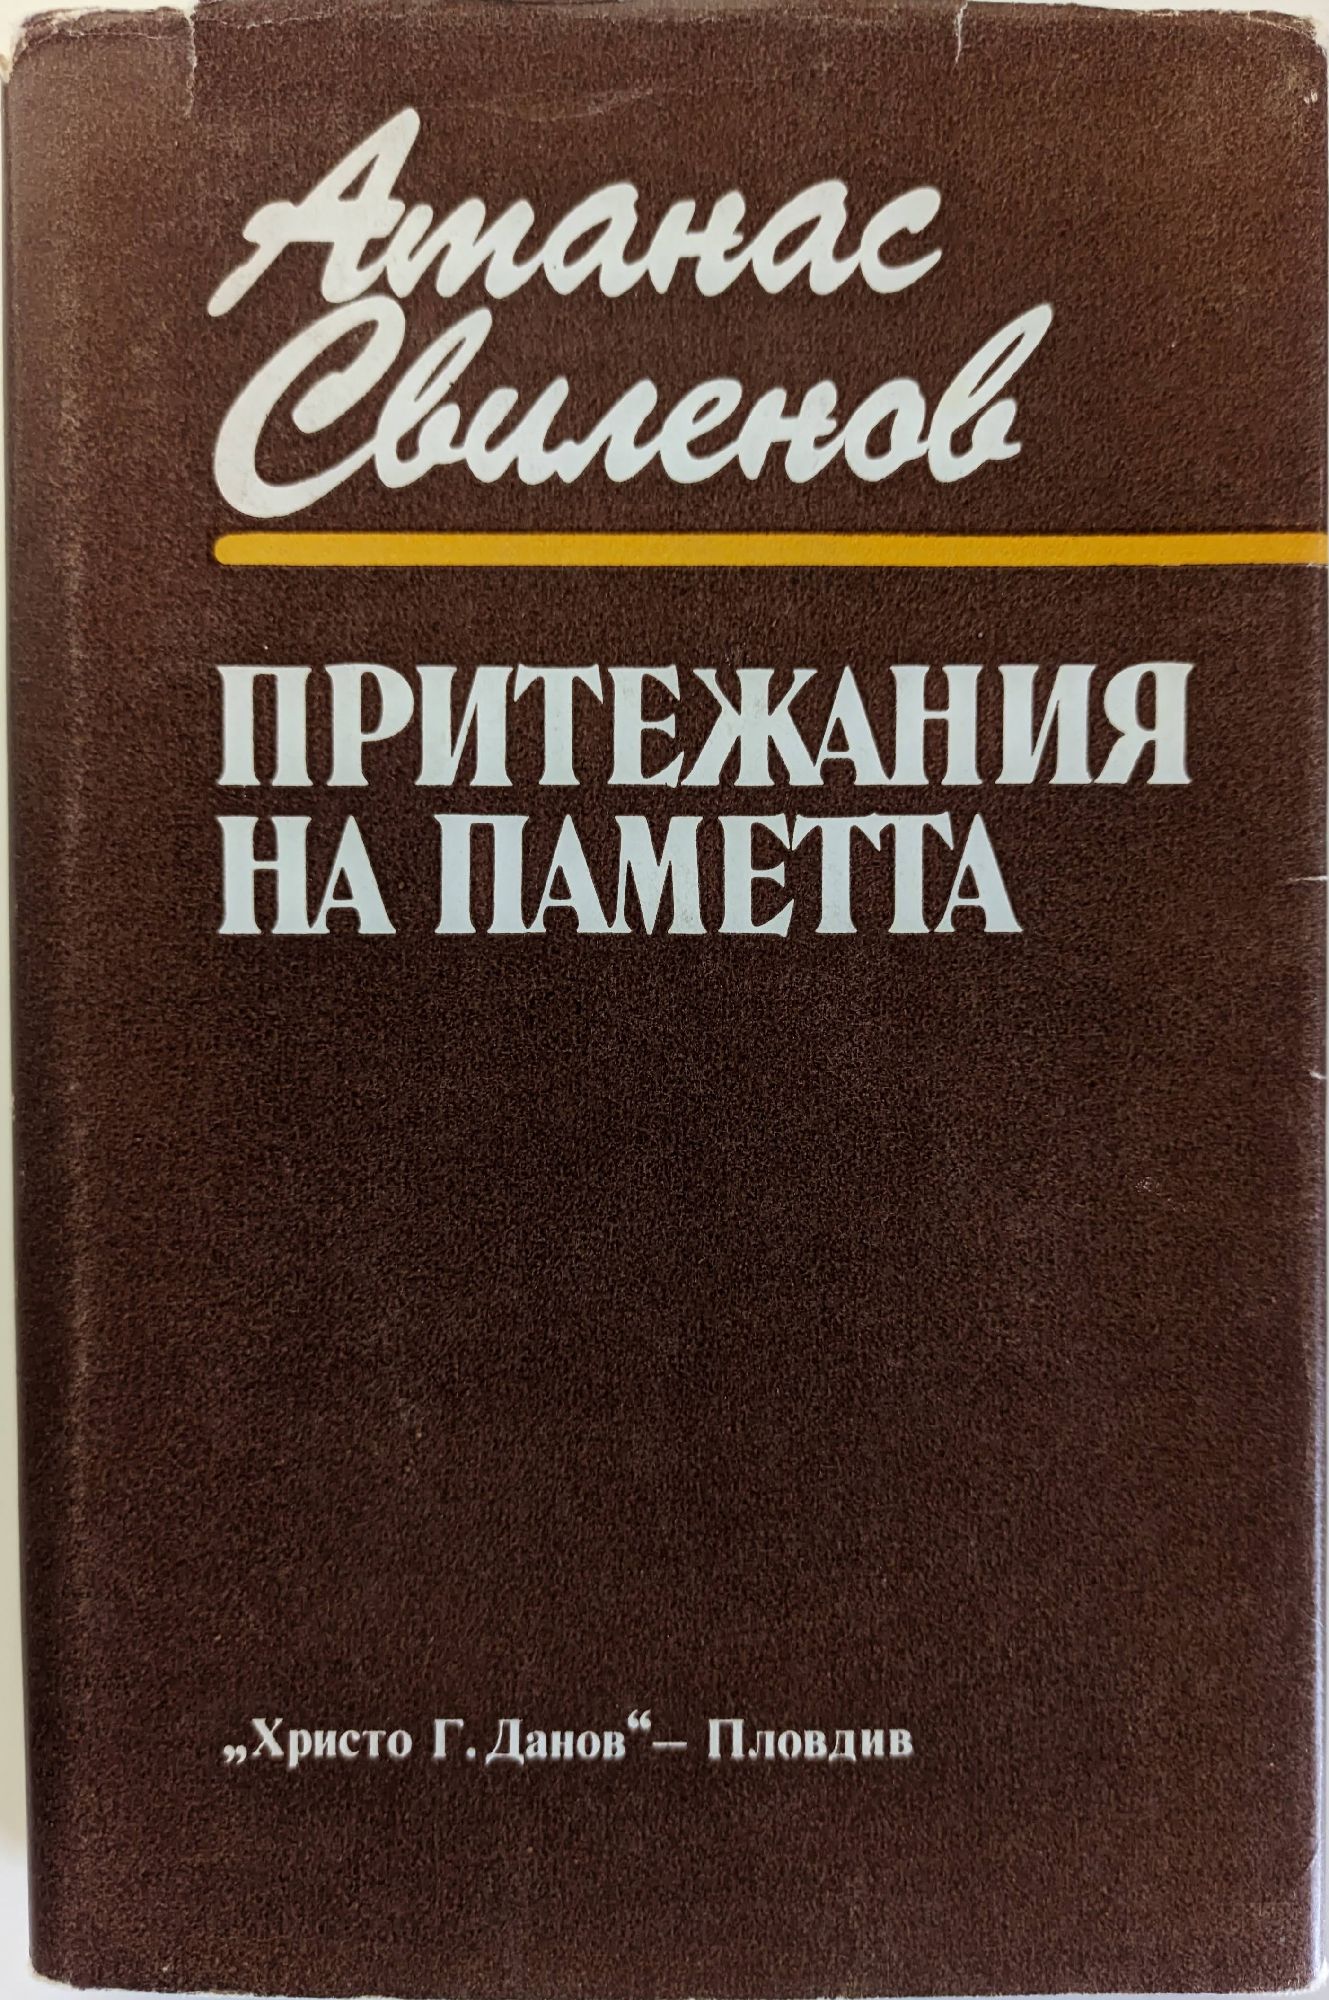 Атанас
Свиленов
ПРИТЕЖАНИЯ
НА ПАМЕТТА
„Христо Г. Данов“ – Пловдив